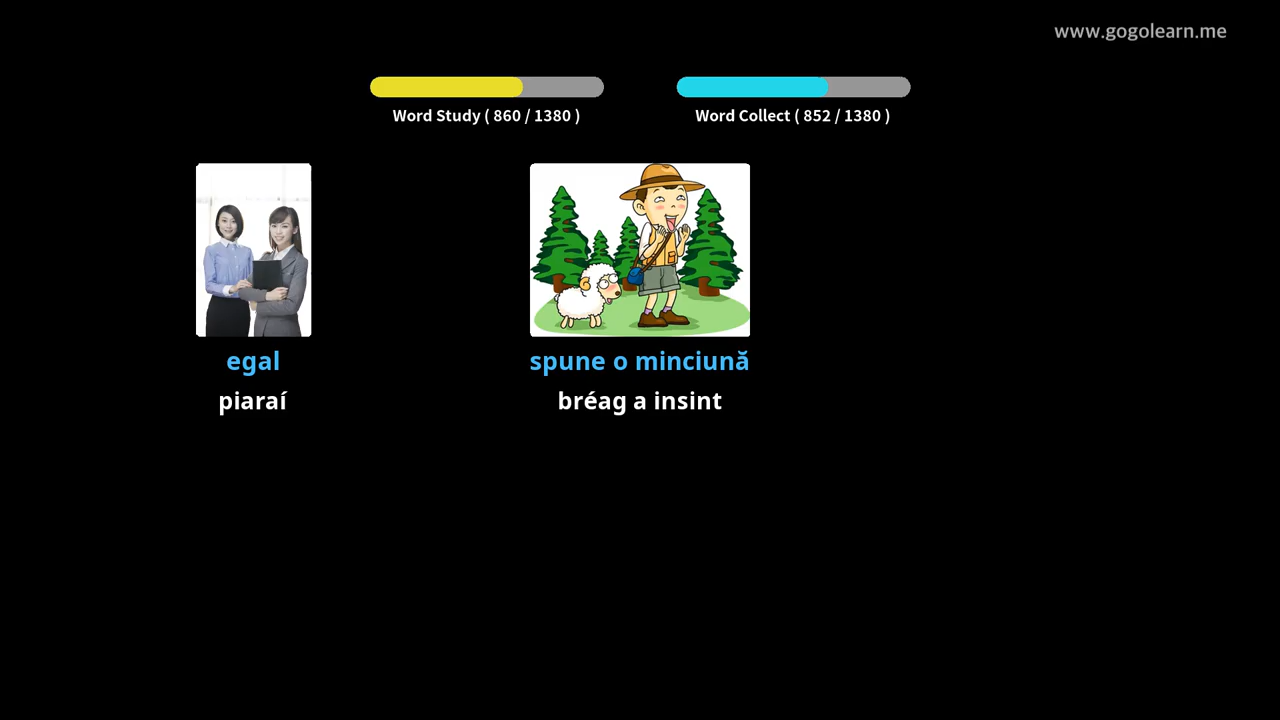 www.gogolearn.me
Word Study ( 860 / 1380 )
Word Collect ( 852 / 1380 )
egal
piaraí
spune o minciună
bréag a insint